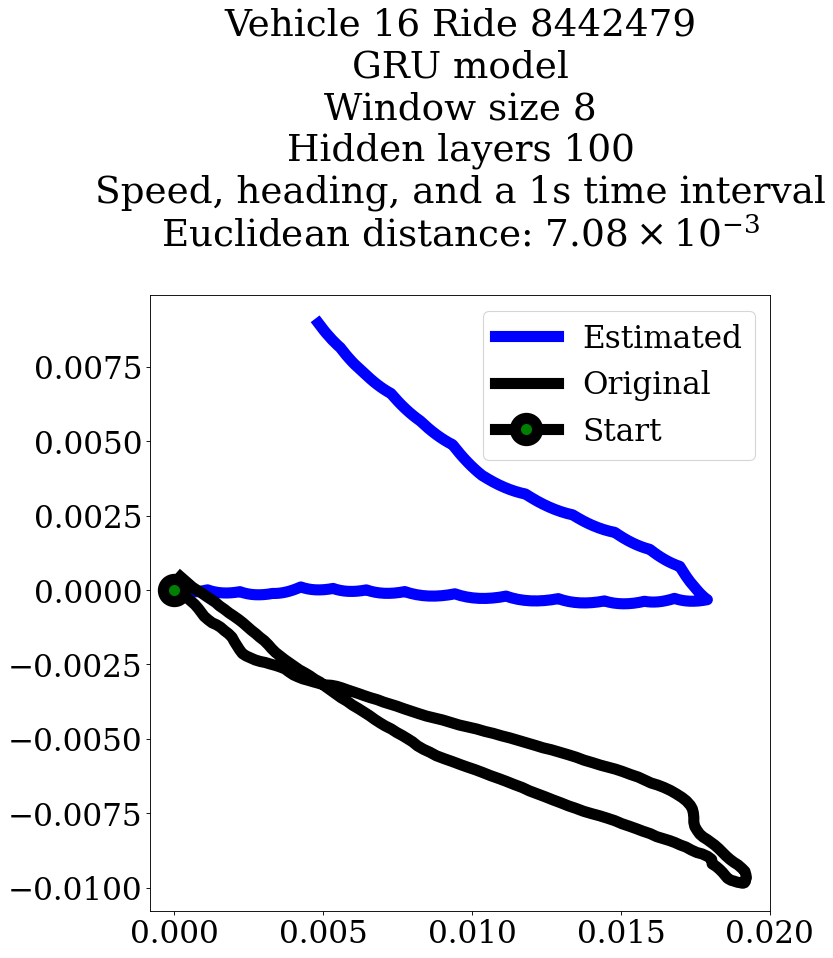 Vehicle 16 Ride 8442479
GRU model
Window size 8
Hidden layers 100
Speed, heading, and a 1s time interval
Euclidean distance: 7.08 × 10⁻³
Estimated
Original
Start
0.0075
0.0050
0.0025
0.0000
−0.0025
−0.0050
−0.0075
−0.0100
0.000 0.005 0.010 0.015 0.020